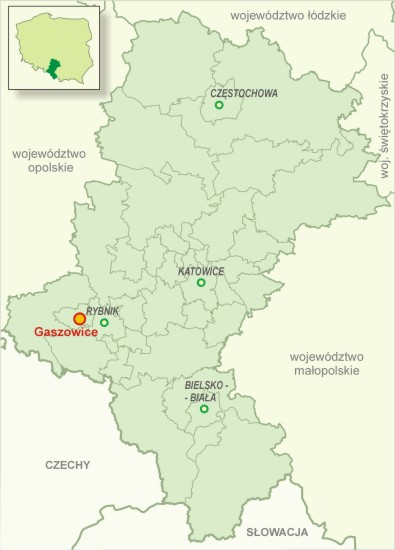 województwo łódzkie
CZĘSTOCHOWA
woj. świętokrzyskie
województwo
opolskie
KATOWICE
RYBNIK
Gaszowice
województwo
małopolskie
BIELSKO -
- BIAŁA
CZECHY
SŁOWACJA